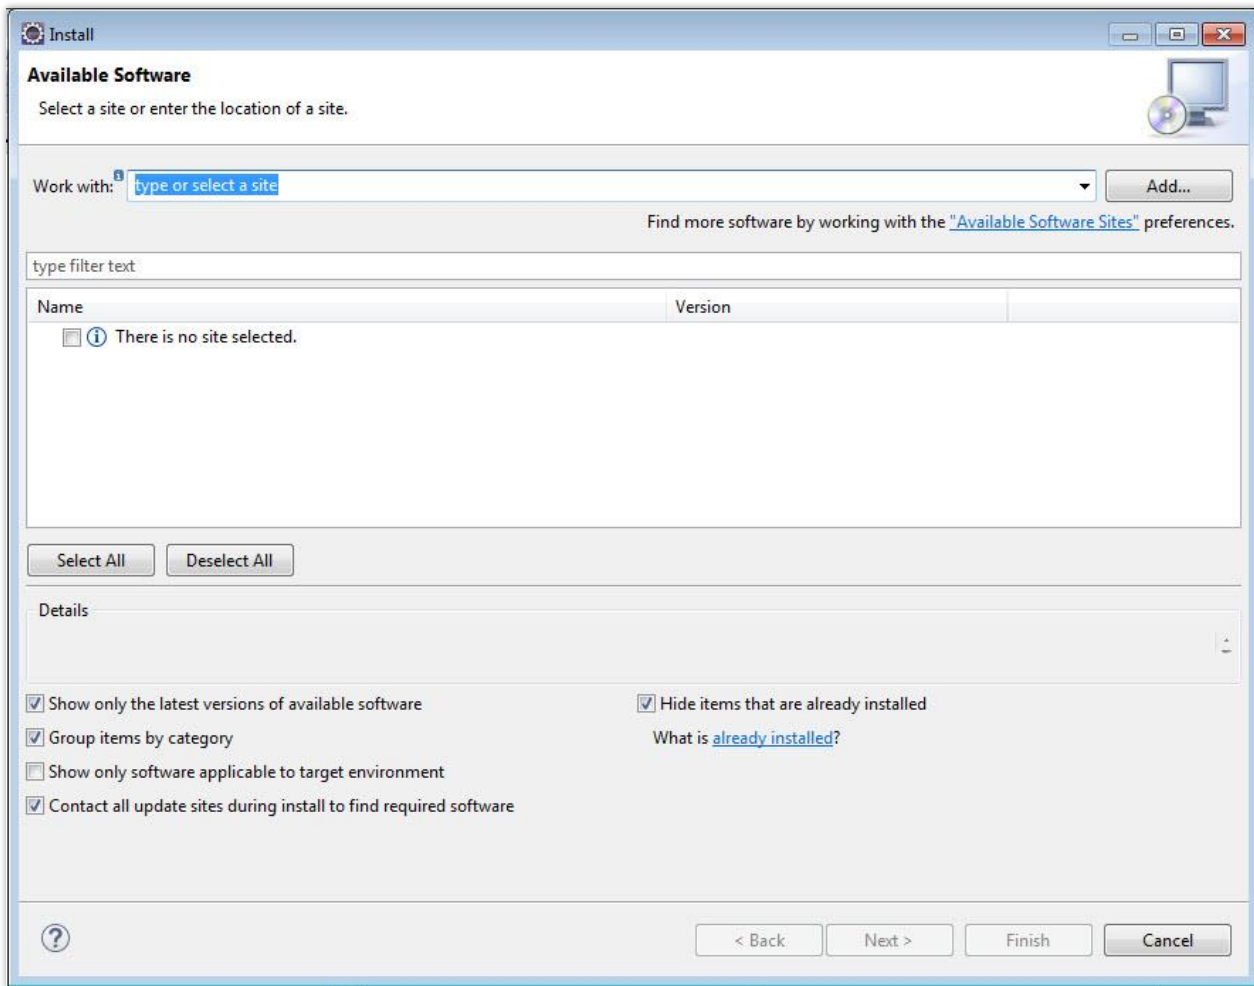 Install
Available Software
Select a site or enter the location of a site.
Work with: type or select a site Add...
Find more software by working with the "Available Software Sites" preferences.
type filter text
Name Version
There is no site selected.
Select All Deselect All
Details
Show only the latest versions of available software Hide items that are already installed
Group items by category What is already installed?
Show only software applicable to target environment
Contact all update sites during install to find required software
? < Back Next > Finish Cancel